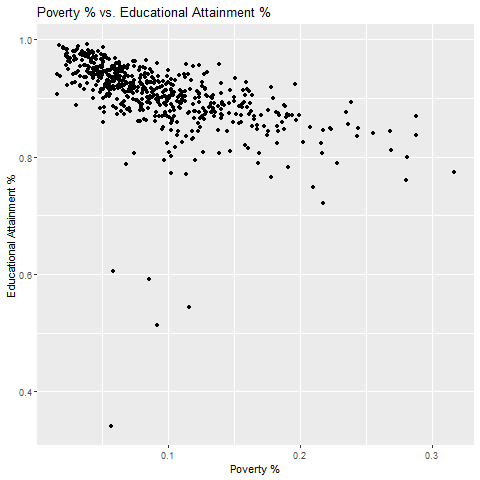 Poverty % vs. Educational Attainment %
1.0
0.8
0.6
0.4
Educational Attainment %
0.1 0.2 0.3
Poverty %